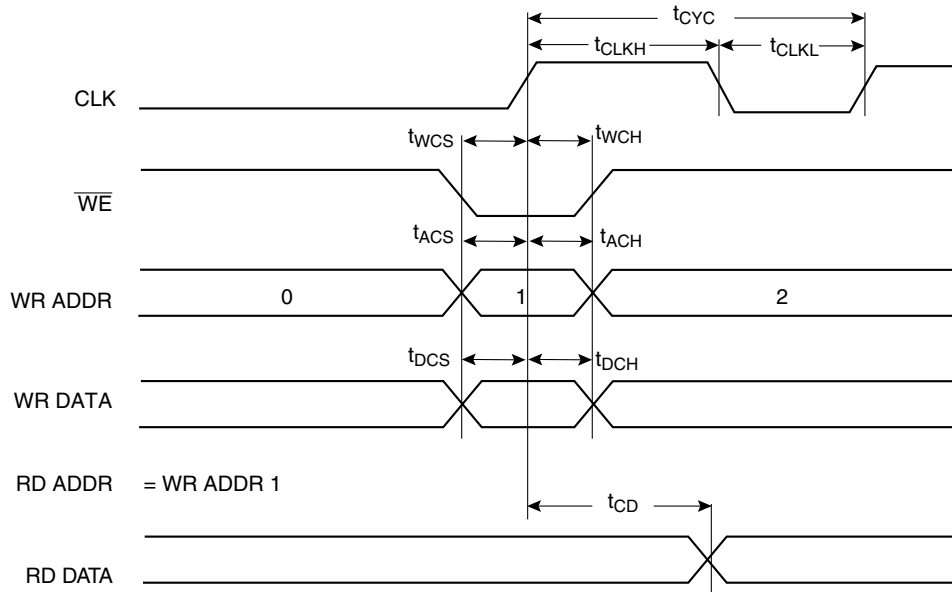 tCYC
tCLKH tCLKL
CLK
tWCS tWCH
WE
tACS tACH
WR ADDR 0 1 2
tDCS tDCH
WR DATA
RD ADDR = WR ADDR 1
tCD
RD DATA